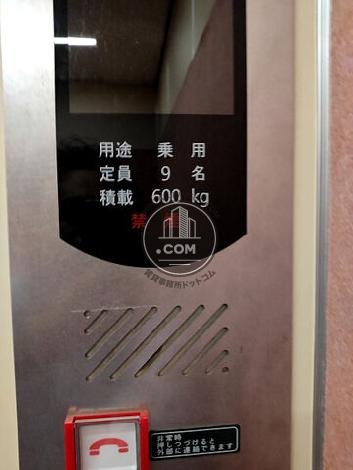 用途 乗 用
定員 9 名
積載 600 kg
禁 煙
.COM
賃貸事務所ドットコム
非常時
押しつづけると
外部に連絡できます